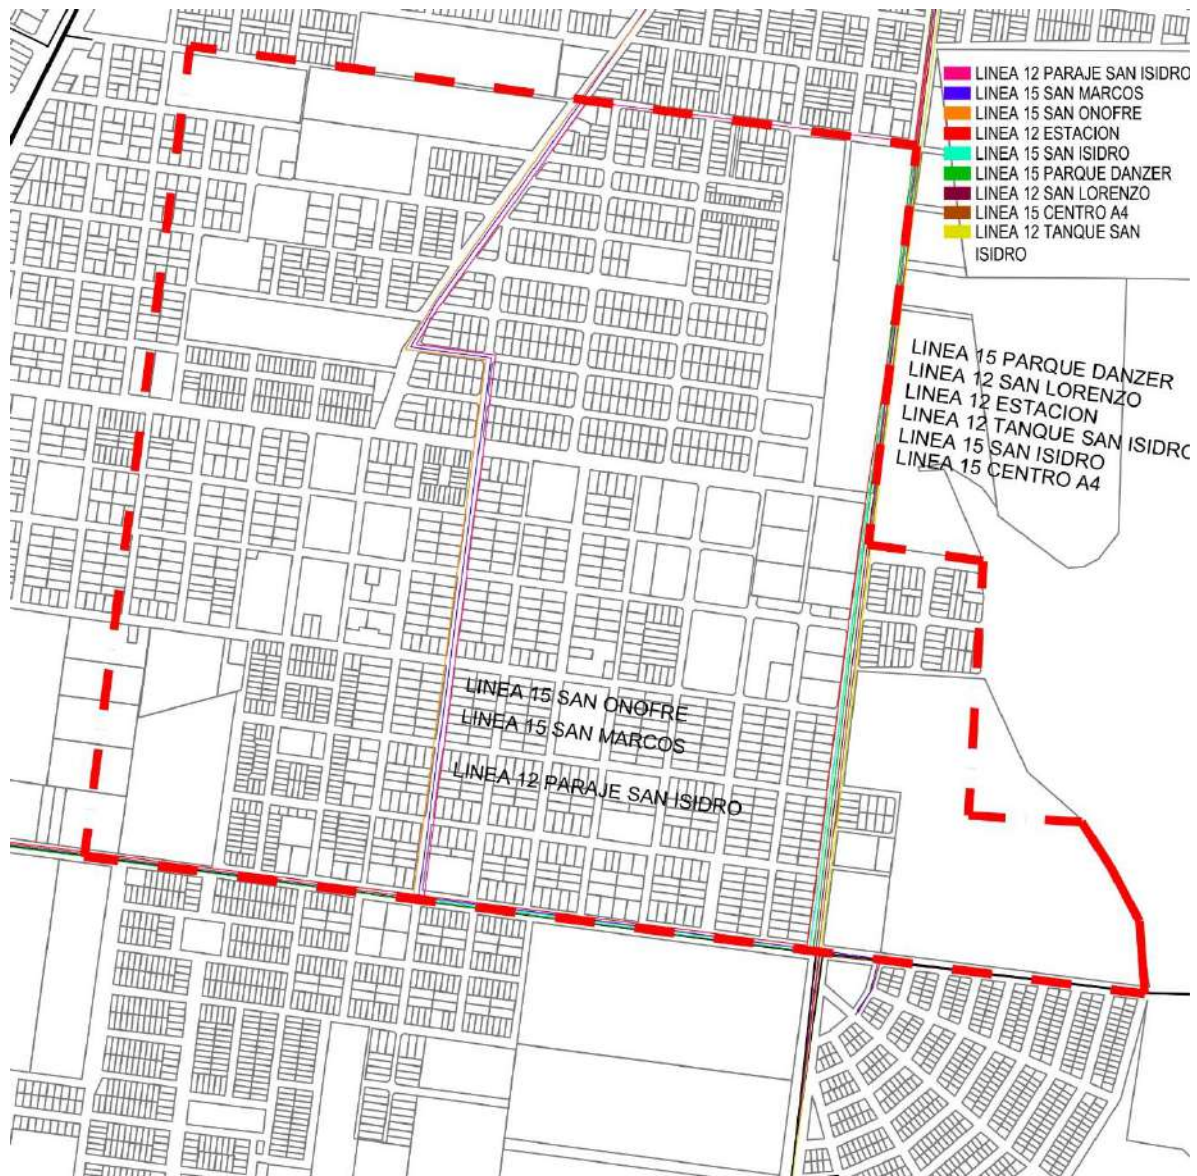 LINEA 12 PARAJE SAN ISIDRO
LINEA 15 SAN MARCOS
LINEA 15 SAN ONOFRE
LINEA 12 ESTACION
LINEA 15 SAN ISIDRO
LINEA 15 PARQUE DANZER
LINEA 12 SAN LORENZO
LINEA 15 CENTRO A4
LINEA 12 TANQUE SAN
ISIDRO
LINEA 15 PARQUE DANZER
LINEA 12 SAN LORENZO
LINEA 12 ESTACION
LINEA 12 TANQUE SAN ISIDRO
LINEA 15 SAN ISIDRO
LINEA 15 CENTRO A4
LINEA 15 SAN ONOFRE
LINEA 15 SAN MARCOS
LINEA 12 PARAJE SAN ISIDRO